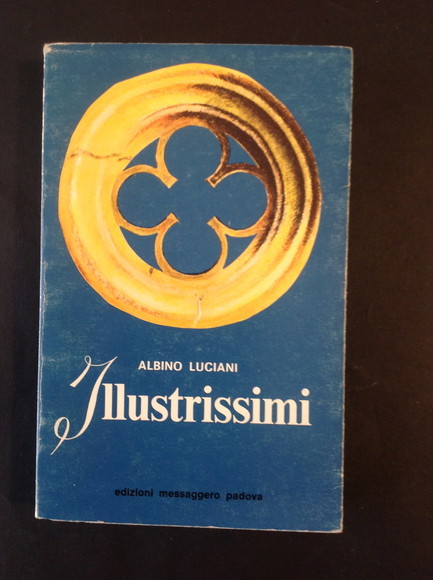 ALBINO LUCIANI
Illustrissimi
edizioni messaggero padova